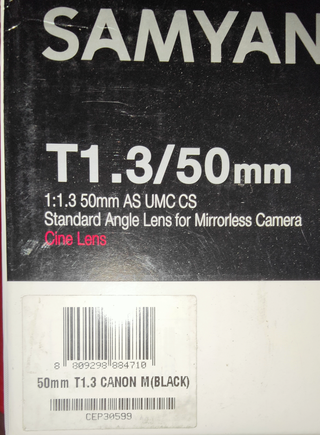 SAMYAN
T1.3/50mm
1:1.3 50mm AS UMC CS
Standard Angle Lens for Mirrorless Camera
Cine Lens
8 809298 884710
50mm T1.3 CANON M(BLACK)
CEP30599